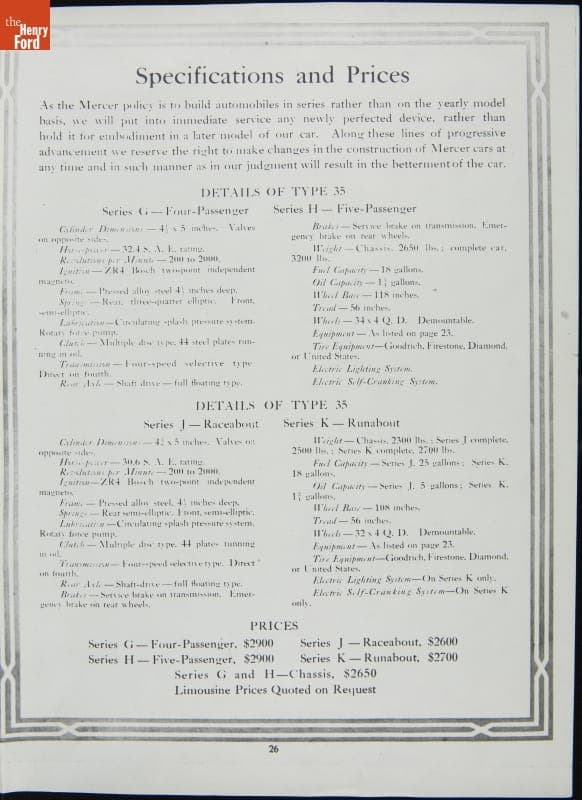 the
Henry
Ford
Specifications and Prices
As the Mercer policy is to build automobiles in series rather than on the yearly model
basis, we will put into immediate service any newly perfected device, rather than
hold it for embodiment in a later model of our car. Along these lines of progressive
advancement we reserve the right to make changes in the construction of Mercer cars at
any time and in such manner as in our judgment will result in the betterment of the car.
DETAILS OF TYPE 35
Series G — Four-Passenger Series H — Five-Passenger
Cylinder Dimensions — x 5 inches. Valves
on opposite sides.
Horse-power — 32.4 S. A. E. rating.
Revolutions per Minute — 200 to 2000.
Ignition — ZR4 Bosch two-point independent
magneto.
Frame — Pressed alloy steel 4½ inches deep.
Springs — Rear, three-quarter elliptic. Front,
semi-elliptic.
Lubrication — Circulating splash pressure system.
Rotary force pump.
Clutch — Multiple disc type, 44 steel plates run-
ning in oil.
Transmission — Four-speed selective type
Direct on fourth.
Rear Axle — Shaft drive — full floating type.
Brakes — Service brake on transmission. Emer-
gency brake on rear wheels.
Weight — Chassis, 2650 lbs.; complete car,
3200 lbs.
Fuel Capacity — 18 gallons.
Oil Capacity — gallons.
Wheel Base — 118 inches.
Tread — 56 inches.
Wheels — 34 x 4 Q. D. Demountable.
Equipment — As listed on page 23.
Tire Equipment — Goodrich, Firestone, Diamond,
or United States.
Electric Lighting System.
Electric Self-Cranking System.
DETAILS OF TYPE 35
Series J — Raceabout Series K — Runabout
Cylinder Dimensions — x 5 inches. Valves on
opposite sides.
Horse-power — 30.6 S. A. E. rating.
Revolutions per Minute — 200 to 2000.
Ignition — ZR4 Bosch two-point independent
magneto.
Frame — Pressed alloy steel, 4½ inches deep.
Springs — Rear semi-elliptic. Front, semi-elliptic.
Lubrication — Circulating splash pressure system,
Rotary force pump.
Clutch — Multiple disc type, 44 plates running
in oil.
Transmission — Four-speed selective type. Direct
on fourth.
Rear Axle — Shaft-drive — full floating type.
Brakes — Service brake on transmission. Emer-
gency brake on rear wheels.
Weight — Chassis, 2300 lbs.; Series J complete,
2500 lbs.; Series K complete, 2700 lbs.
Fuel Capacity — Series J, 25 gallons; Series K,
18 gallons.
Oil Capacity — Series J, 5 gallons; Series K,
gallons.
Wheel Base — 108 inches.
Tread — 56 inches.
Wheels — 32 x 4 Q. D. Demountable.
Equipment — As listed on page 23.
Tire Equipment — Goodrich, Firestone, Diamond,
or United States.
Electric Lighting System — On Series K only.
Electric Self-Cranking System — On Series K
only.
PRICES
Series G — Four-Passenger, $2900 Series J — Raceabout, $2600
Series H — Five-Passenger, $2900 Series K — Runabout, $2700
Series G and H — Chassis, $2650
Limousine Prices Quoted on Request
26